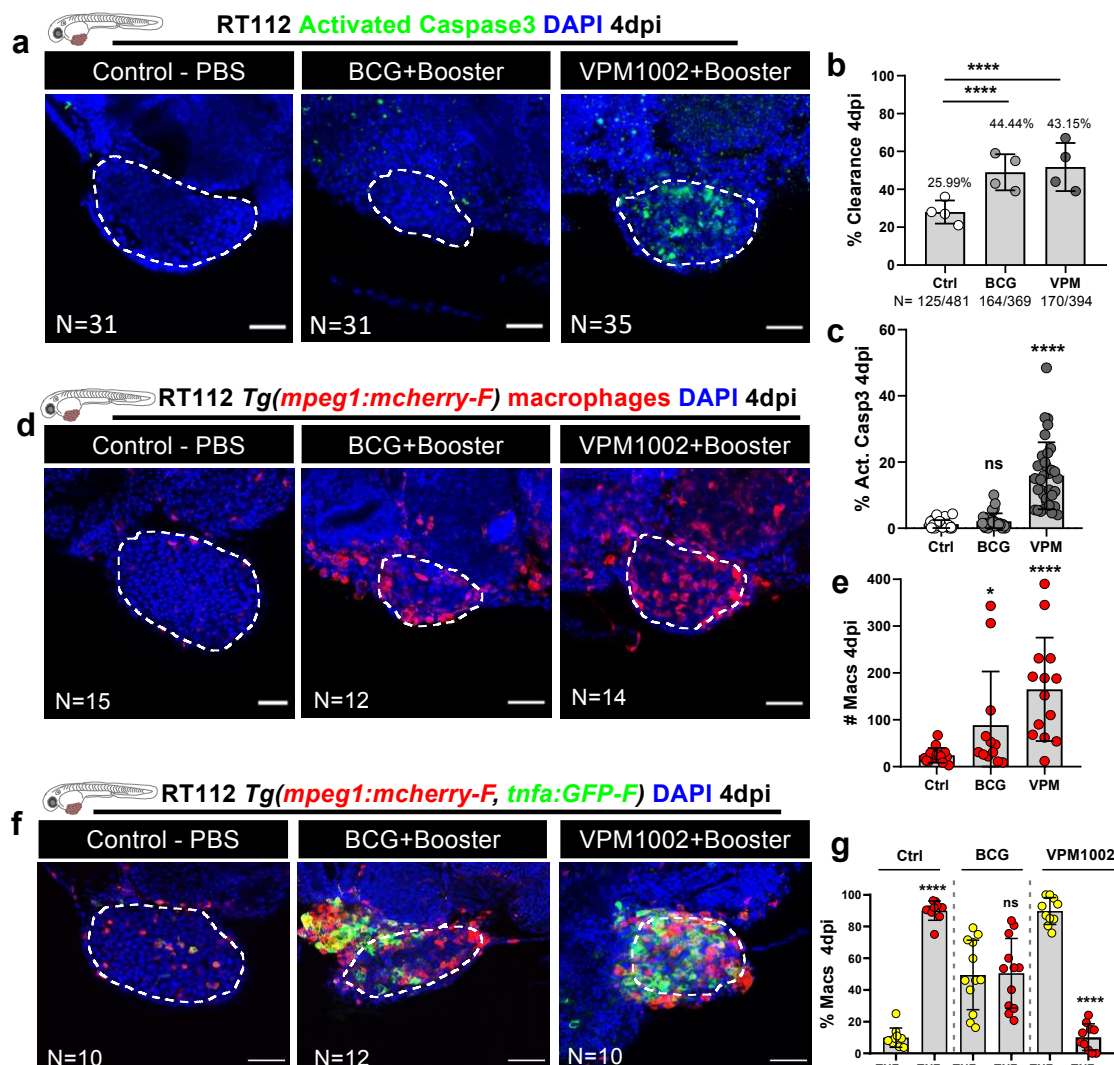 a
RT112 Activated Caspase3 DAPI 4dpi
Control - PBS
BCG+Booster
VPM1002+Booster
N=31
N=31
N=35
b
% Clearance 4dpi
100
80
60
40
20
0
****
****
25.99%
44.44%
43.15%
Ctrl
BCG
VPM
N= 125/481
164/369
170/394
c
% Act. Casp3 4dpi
60
40
20
0
ns
****
Ctrl
BCG
VPM
d
RT112 Tg(mpeg1:mcherry-F) macrophages DAPI 4dpi
Control - PBS
BCG+Booster
VPM1002+Booster
N=15
N=12
N=14
e
# Macs 4dpi
400
300
200
100
0
*
****
Ctrl
BCG
VPM
f
RT112 Tg(mpeg1:mcherry-F, tnfa:GFP-F) DAPI 4dpi
Control - PBS
BCG+Booster
VPM1002+Booster
N=10
N=12
N=10
g
Ctrl
BCG
VPM1002
% Macs 4dpi
100
80
60
40
20
0
****
ns
****